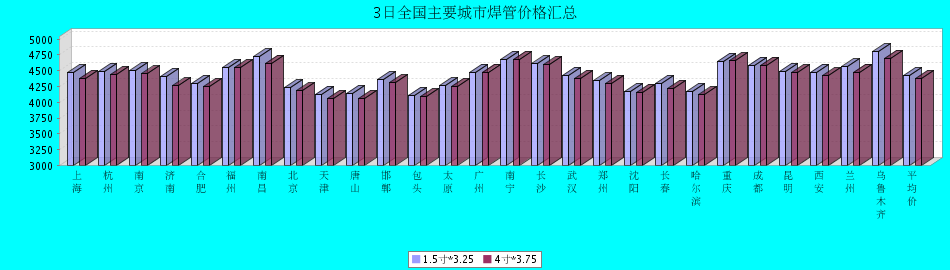 3日全国主要城市焊管价格汇总
5000
4750
4500
4250
4000
3750
3500
3250
3000
上海
杭州
南京
济南
合肥
福州
南昌
北京
天津
唐山
邯郸
包头
太原
广州
南宁
长沙
武汉
郑州
沈阳
长春
哈尔滨
重庆
成都
昆明
西安
兰州
乌鲁木齐
平均价
1.5寸*3.25
4寸*3.75